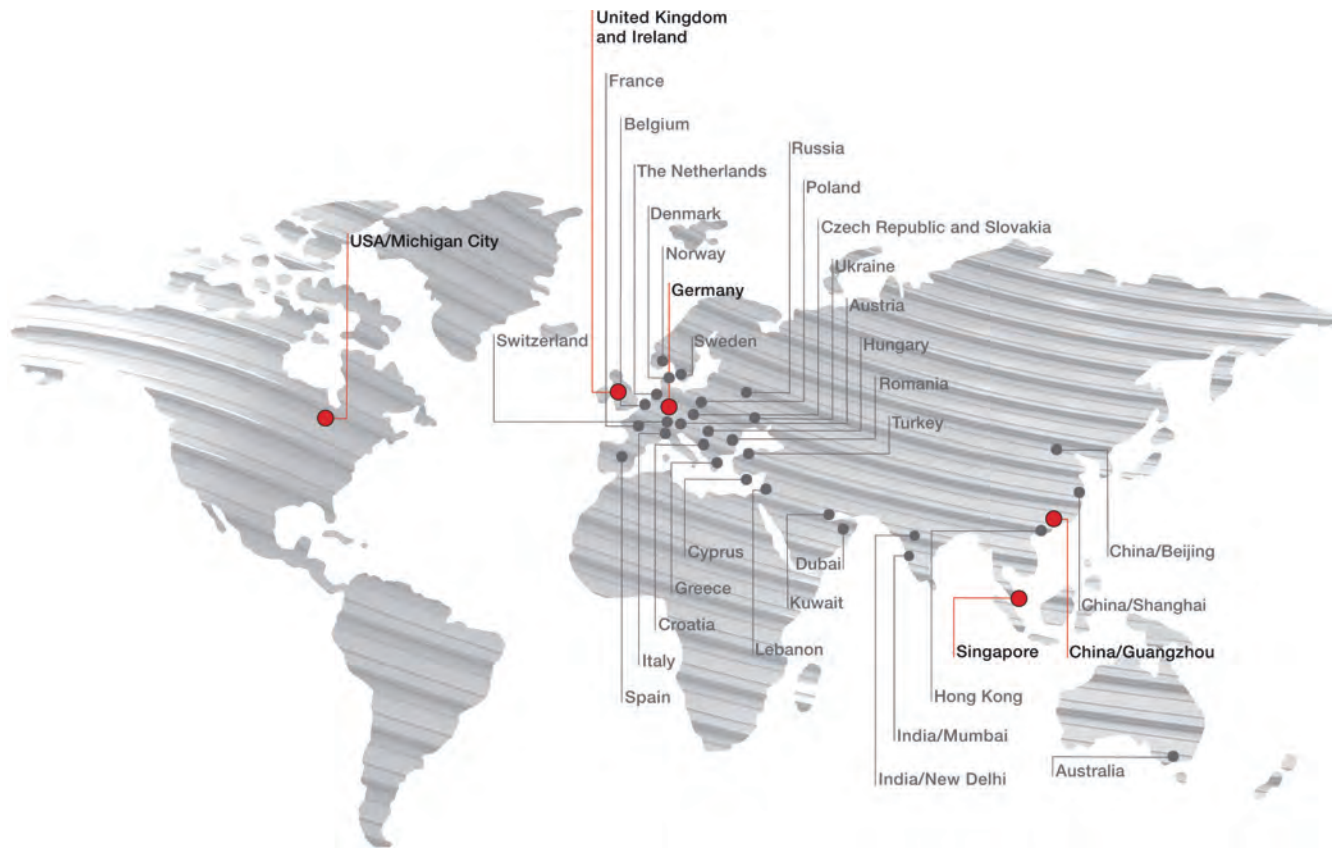 United Kingdom
and Ireland
France
Belgium
Russia
The Netherlands
Poland
Denmark
Czech Republic and Slovakia
USA/Michigan City
Norway
Ukraine
Germany
Austria
Switzerland
Sweden
Hungary
Romania
Turkey
Cyprus
Dubai
China/Beijing
Greece
Kuwait
China/Shanghai
Croatia
Lebanon
Singapore
China/Guangzhou
Italy
Spain
Hong Kong
India/Mumbai
India/New Delhi
Australia